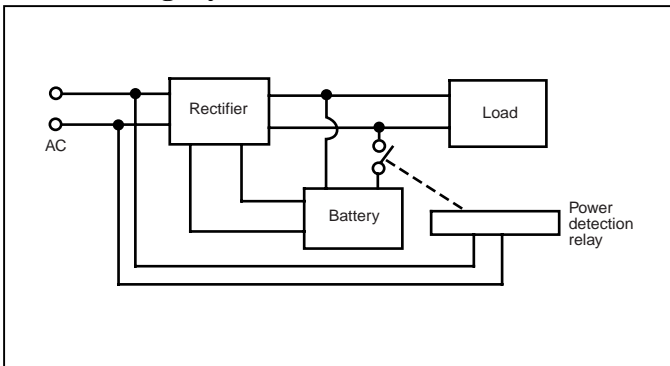 Rectifier
Load
AC
Battery
Power
detection
relay